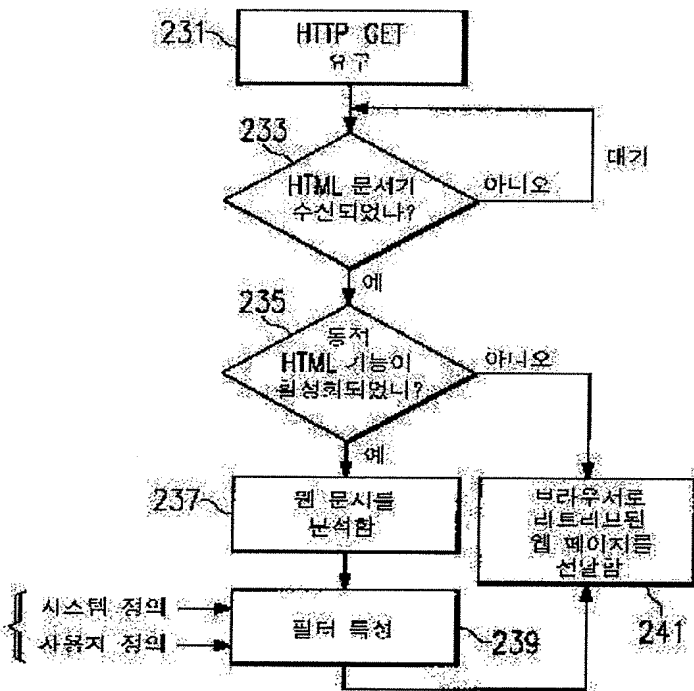 231
HTTP GET
요구
233
대기
HTML 문서가
수신되었나?
아니오
예
235
동적
HTML 기능이
활성화되었나?
아니오
예
237
웹 문서를
분석함
브라우저로
리트리브된
웹 페이지를
전달함
241
시스템 정의
사용자 정의
필터 특성
239